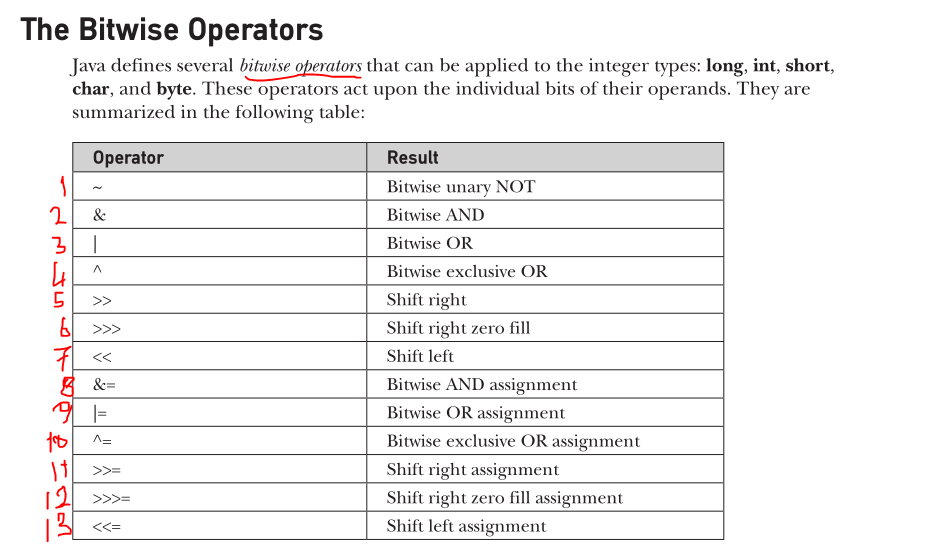 The Bitwise Operators
Java defines several bitwise operators that can be applied to the integer types: long, int, short,
char, and byte. These operators act upon the individual bits of their operands. They are
summarized in the following table:
Operator Result
1 ~ Bitwise unary NOT
2 & Bitwise AND
3 | Bitwise OR
4 ^ Bitwise exclusive OR
5 >> Shift right
6 >>> Shift right zero fill
7 << Shift left
8 &= Bitwise AND assignment
9 |= Bitwise OR assignment
10 ^= Bitwise exclusive OR assignment
11 >>= Shift right assignment
12 >>>= Shift right zero fill assignment
13 <<= Shift left assignment